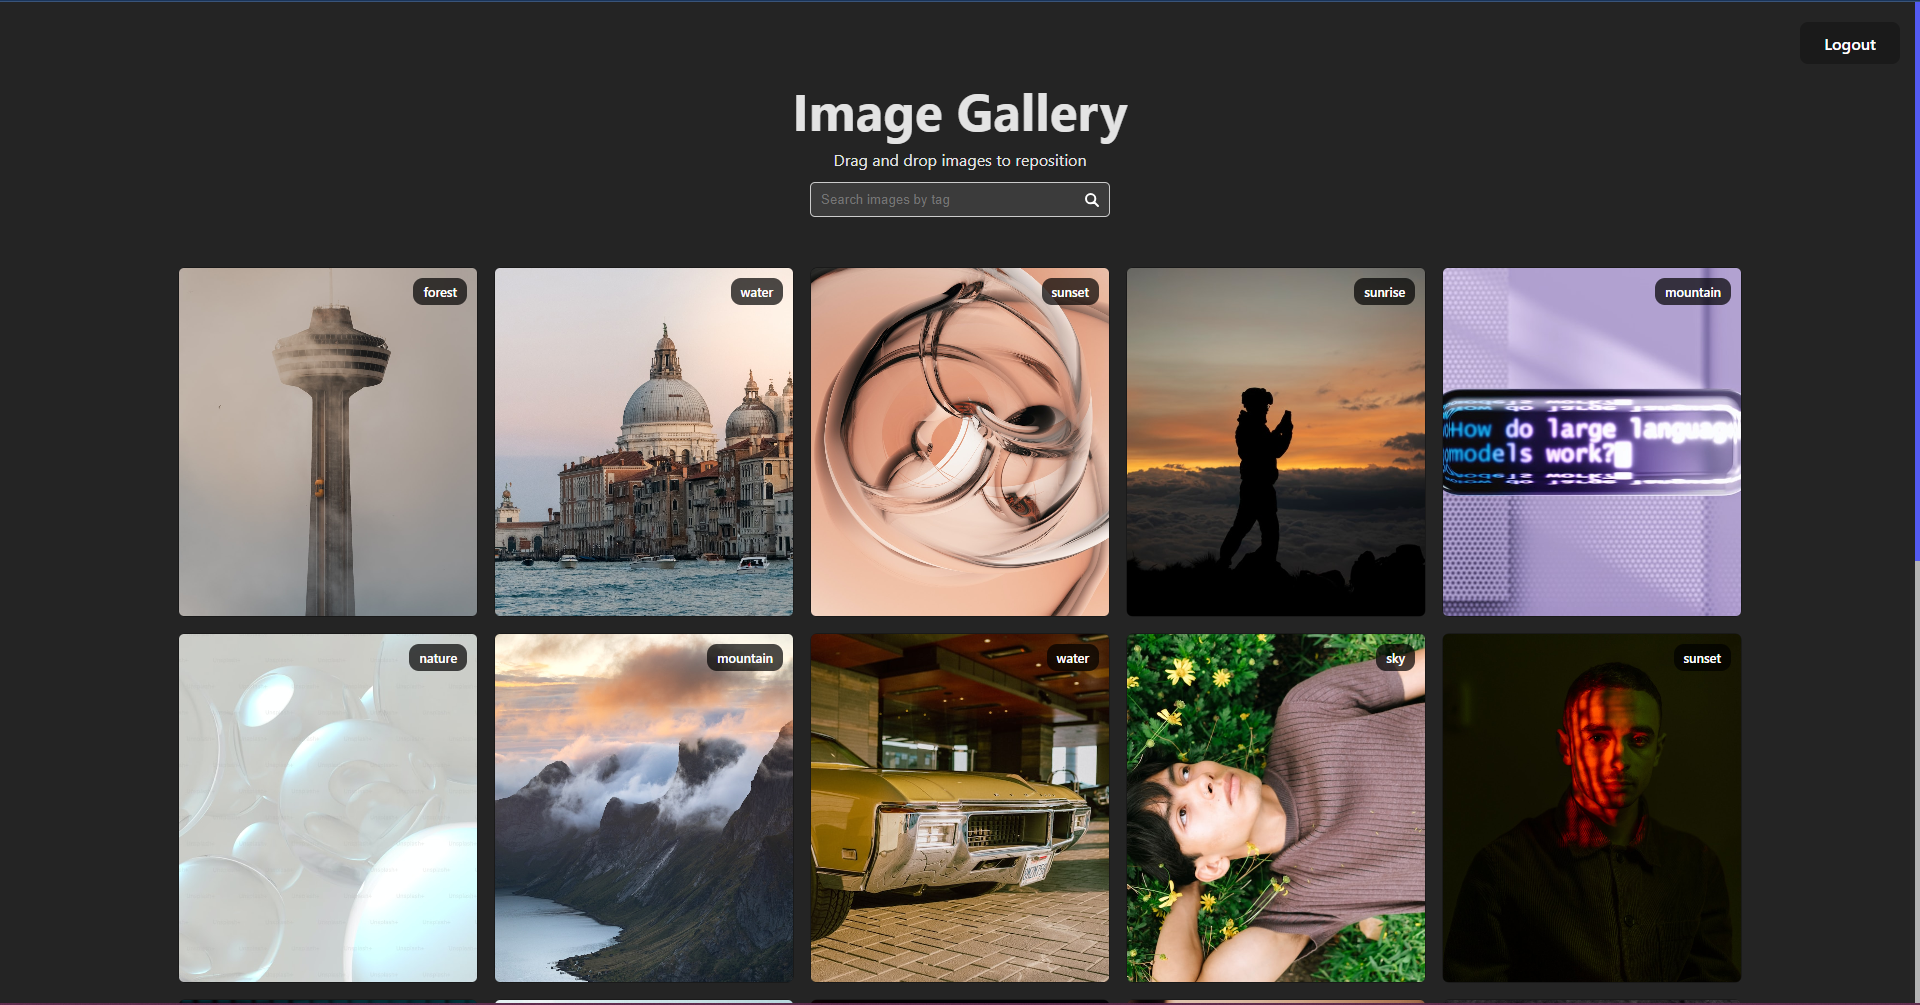 Logout
Image Gallery
Drag and drop images to reposition
Search images by tag
forest
water
sunset
sunrise
mountain
How do large language
models work?
nature
mountain
water
sky
sunset